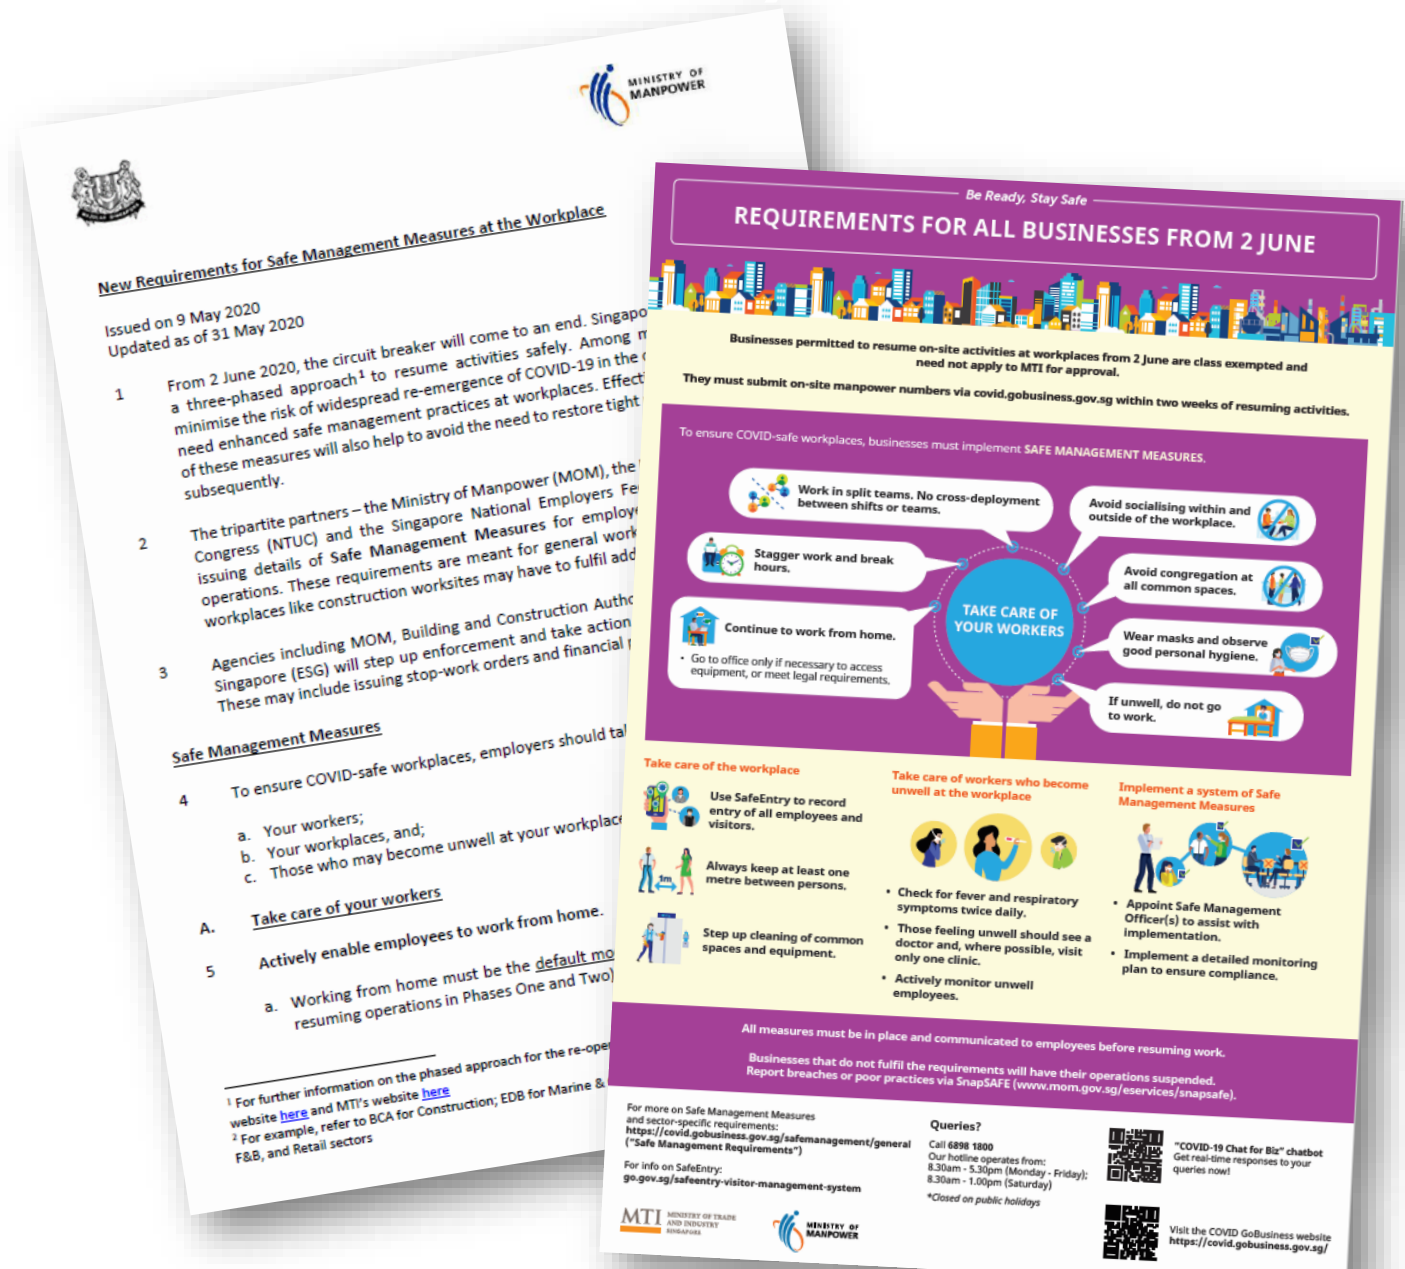 MINISTRY OF
MANPOWER
New Requirements for Safe Management Measures at the Workplace
Issued on 9 May 2020
Updated as of 31 May 2020
1 From 2 June 2020, the circuit breaker will come to an end. Singapo
a three-phased approach¹ to resume activities safely. Among
minimise the risk of widespread re-emergence of COVID-19 in the
need enhanced safe management practices at workplaces. Effecti
of these measures will also help to avoid the need to restore tight
subsequently.
2 The tripartite partners – the Ministry of Manpower (MOM), the
Congress (NTUC) and the Singapore National Employers Fe
issuing details of Safe Management Measures for employe
operations. These requirements are meant for general work
workplaces like construction worksites may have to fulfil add
3 Agencies including MOM, Building and Construction Autho
Singapore (ESG) will step up enforcement and take action
These may include issuing stop-work orders and financial p
Safe Management Measures
4 To ensure COVID-safe workplaces, employers should tal
a. Your workers;
b. Your workplaces, and;
c. Those who may become unwell at your workplace
A. Take care of your workers
5 Actively enable employees to work from home.
a. Working from home must be the default mo
resuming operations in Phases One and Two)
¹ For further information on the phased approach for the re-oper
website here and MTI's website here
² For example, refer to BCA for Construction; EDB for Marine &
F&B, and Retail sectors
Be Ready, Stay Safe
REQUIREMENTS FOR ALL BUSINESSES FROM 2 JUNE
Businesses permitted to resume on-site activities at workplaces from 2 June are class exempted and
need not apply to MTI for approval.
They must submit on-site manpower numbers via covid.gobusiness.gov.sg within two weeks of resuming activities.
To ensure COVID-safe workplaces, businesses must implement SAFE MANAGEMENT MEASURES.
Work in split teams. No cross-deployment
between shifts or teams.
Stagger work and break
hours.
Continue to work from home.
• Go to office only if necessary to access
equipment, or meet legal requirements.
TAKE CARE OF
YOUR WORKERS
Avoid socialising within and
outside of the workplace.
Avoid congregation at
all common spaces.
Wear masks and observe
good personal hygiene.
If unwell, do not go
to work.
Take care of the workplace
Use SafeEntry to record
entry of all employees and
visitors.
1m
Always keep at least one
metre between persons.
Step up cleaning of common
spaces and equipment.
Take care of workers who become
unwell at the workplace
• Check for fever and respiratory
symptoms twice daily.
• Those feeling unwell should see a
doctor and, where possible, visit
only one clinic.
• Actively monitor unwell
employees.
Implement a system of Safe
Management Measures
• Appoint Safe Management
Officer(s) to assist with
implementation.
• Implement a detailed monitoring
plan to ensure compliance.
All measures must be in place and communicated to employees before resuming work.
Businesses that do not fulfil the requirements will have their operations suspended.
Report breaches or poor practices via SnapSAFE (www.mom.gov.sg/eservices/snapsafe).
For more on Safe Management Measures
and sector-specific requirements:
https://covid.gobusiness.gov.sg/safemanagement/general
("Safe Management Requirements")
For info on SafeEntry:
go.gov.sg/safeentry-visitor-management-system
Queries?
Call 6898 1800
Our hotline operates from:
8.30am - 5.30pm (Monday - Friday);
8.30am - 1.00pm (Saturday)
*Closed on public holidays
"COVID-19 Chat for Biz" chatbot
Get real-time responses to your
queries now!
Visit the COVID GoBusiness website
https://covid.gobusiness.gov.sg/
MTI MINISTRY OF TRADE
AND INDUSTRY
SINGAPORE
MINISTRY OF
MANPOWER